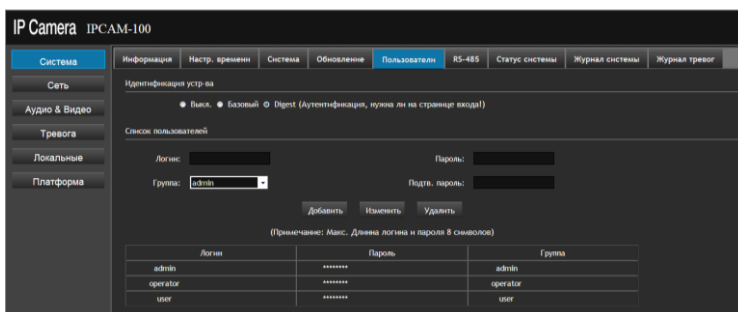 IP Camera IPCAM-100
Система
Сеть
Аудио & Видео
Тревога
Локальные
Платформа
Информация Настр. времени Система Обновление Пользователи RS-485 Статус системы Журнал системы Журнал тревог
Идентификация устр-ва
Выкл. Базовый Digest (Аутентификация, нужна ли на странице входа!)
Список пользователей
Логин: Пароль:
Группа: admin Подтв. пароль:
Добавить Изменить Удалить
(Примечание: Макс. Длинна логина и пароля 8 символов)
Логин Пароль Группа
admin ******** admin
operator ******** operator
user ******** user